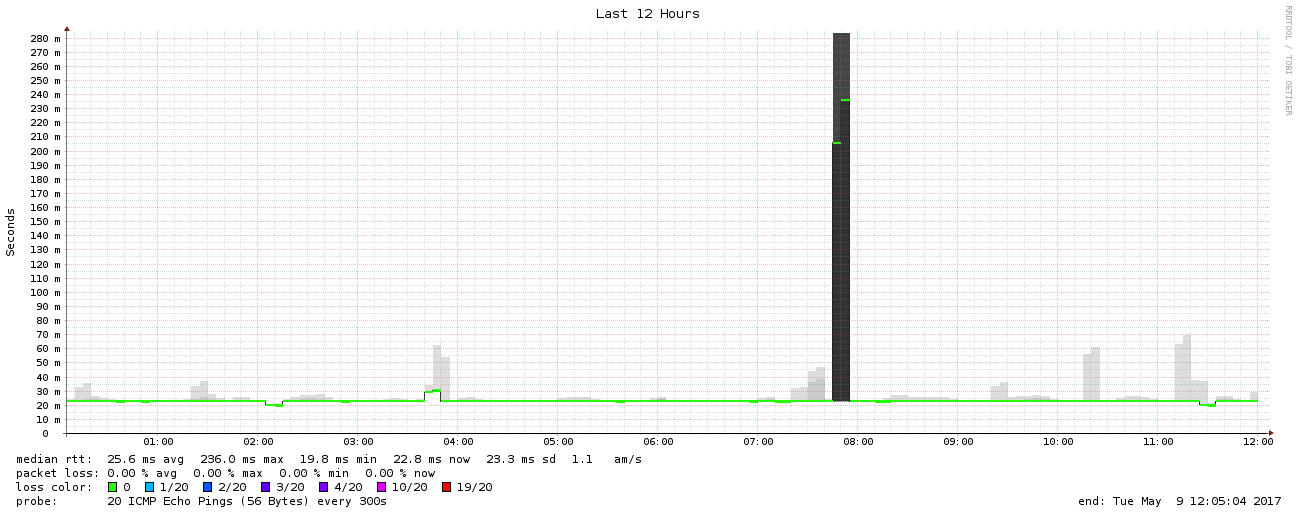 Last 12 Hours
RRDTOOL / TOBI OETIKER
Seconds
280 m
270 m
260 m
250 m
240 m
230 m
220 m
210 m
200 m
190 m
180 m
170 m
160 m
150 m
140 m
130 m
120 m
110 m
100 m
90 m
80 m
70 m
60 m
50 m
40 m
30 m
20 m
10 m
0
01:00 02:00 03:00 04:00 05:00 06:00 07:00 08:00 09:00 10:00 11:00 12:00
median rtt: 25.6 ms avg 236.0 ms max 19.8 ms min 22.8 ms now 23.3 ms sd 1.1 am/s
packet loss: 0.00 % avg 0.00 % max 0.00 % min 0.00 % now
loss color: 0 1/20 2/20 3/20 4/20 10/20 19/20
probe: 20 ICMP Echo Pings (56 Bytes) every 300s end: Tue May 9 12:05:04 2017